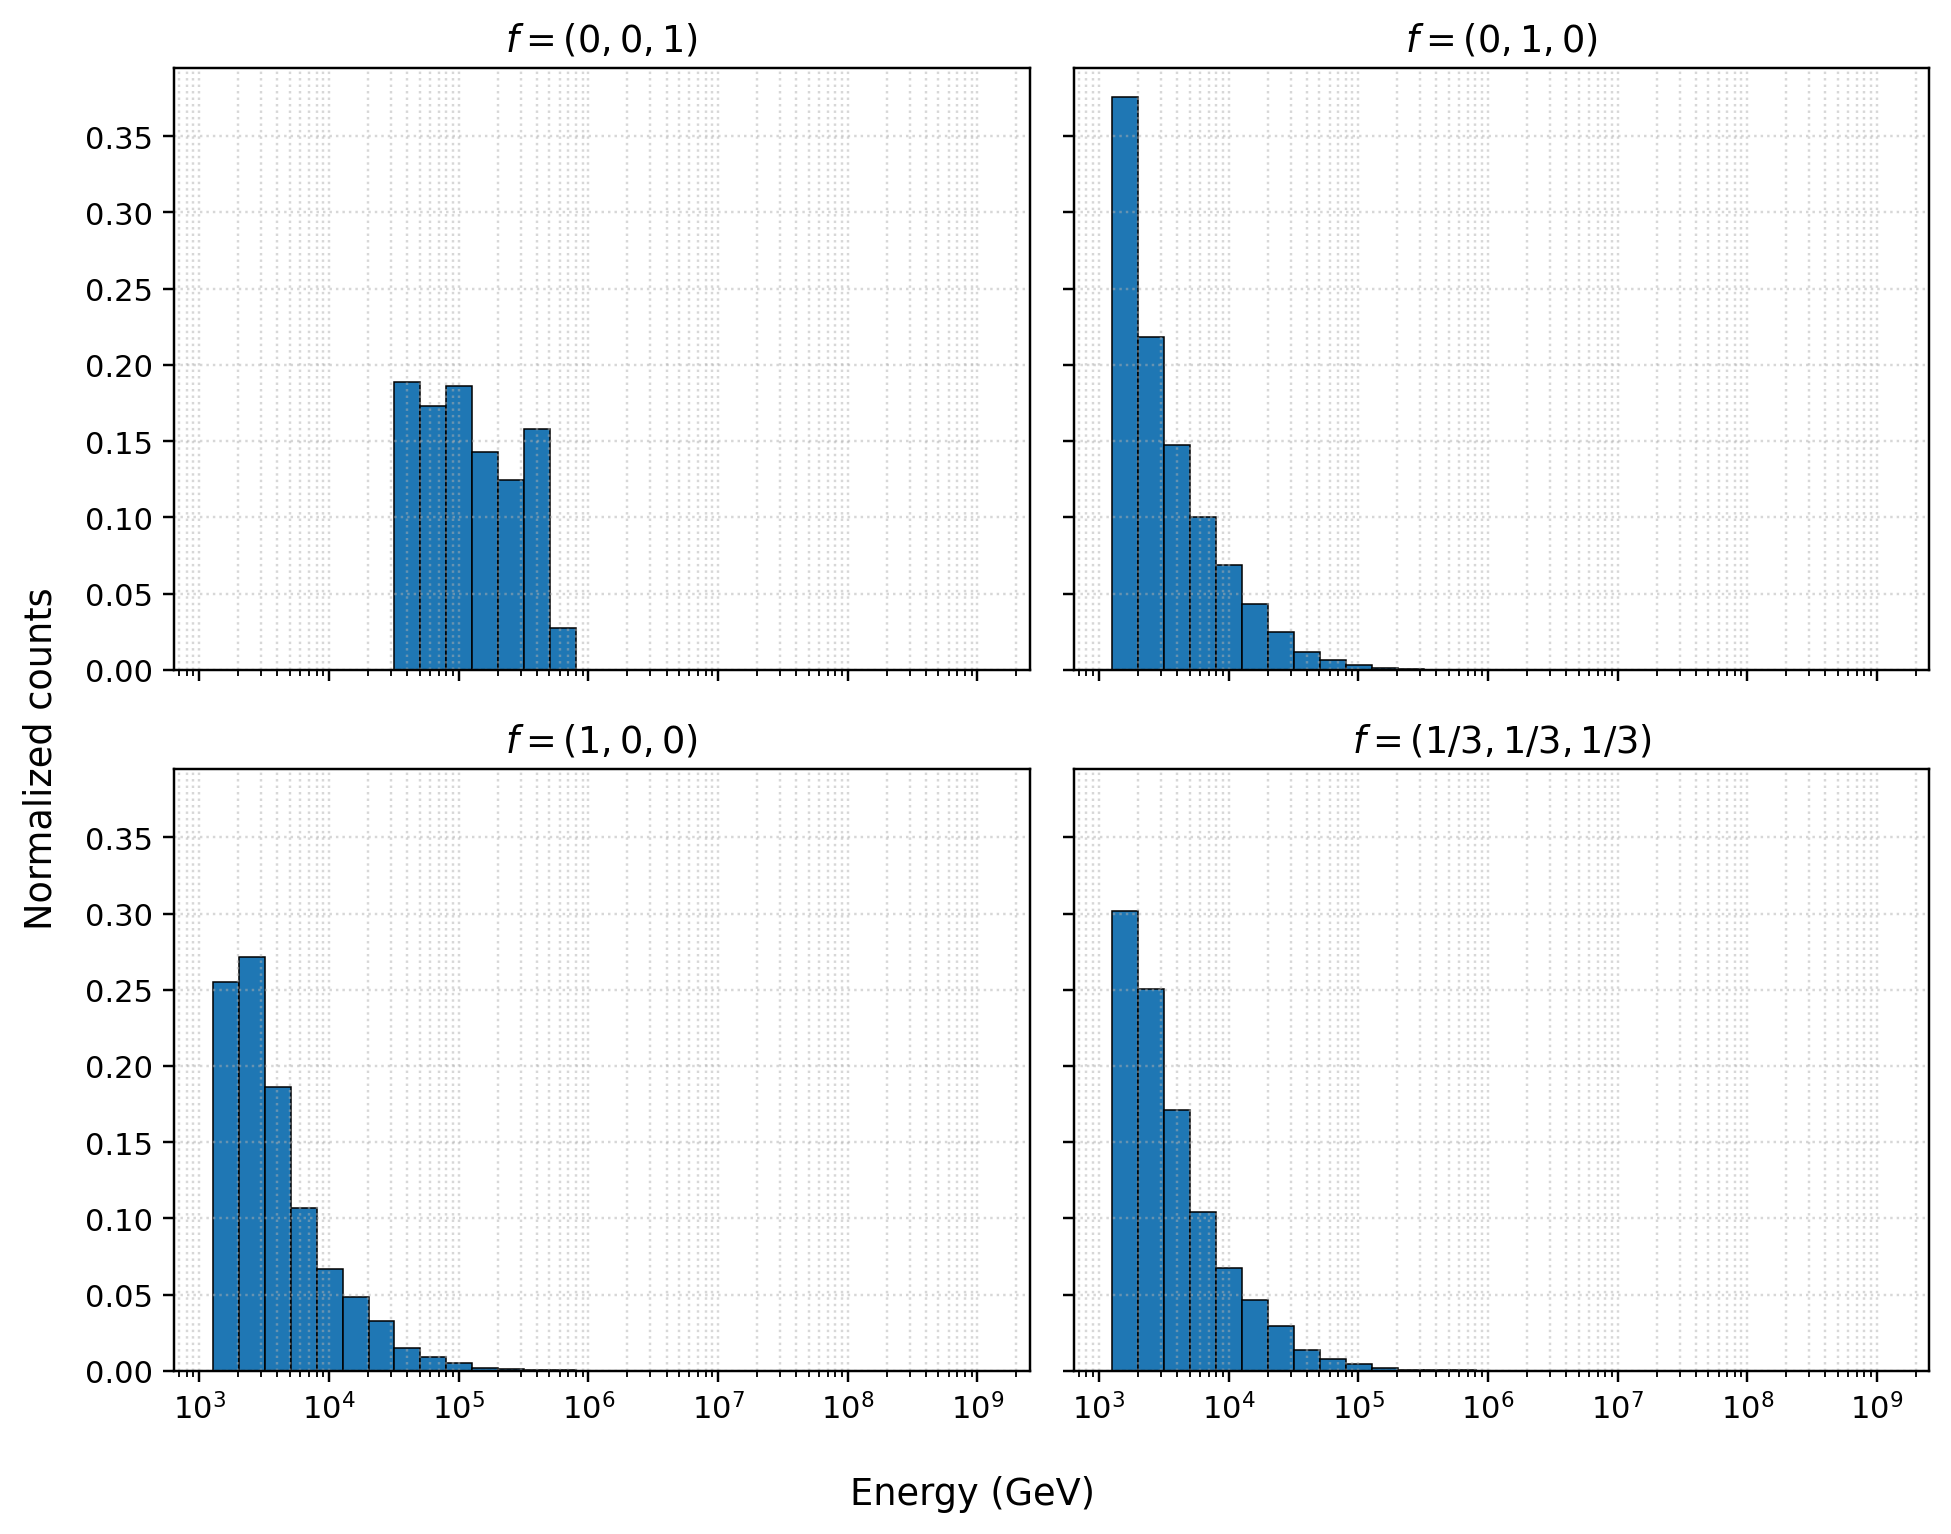 f = (0, 0, 1)
f = (0, 1, 0)
0.35
0.30
0.25
0.20
0.15
0.10
0.05
0.00
Normalized counts
f = (1, 0, 0)
f = (1/3, 1/3, 1/3)
0.35
0.30
0.25
0.20
0.15
0.10
0.05
0.00
10³ 10⁴ 10⁵ 10⁶ 10⁷ 10⁸ 10⁹
10³ 10⁴ 10⁵ 10⁶ 10⁷ 10⁸ 10⁹
Energy (GeV)